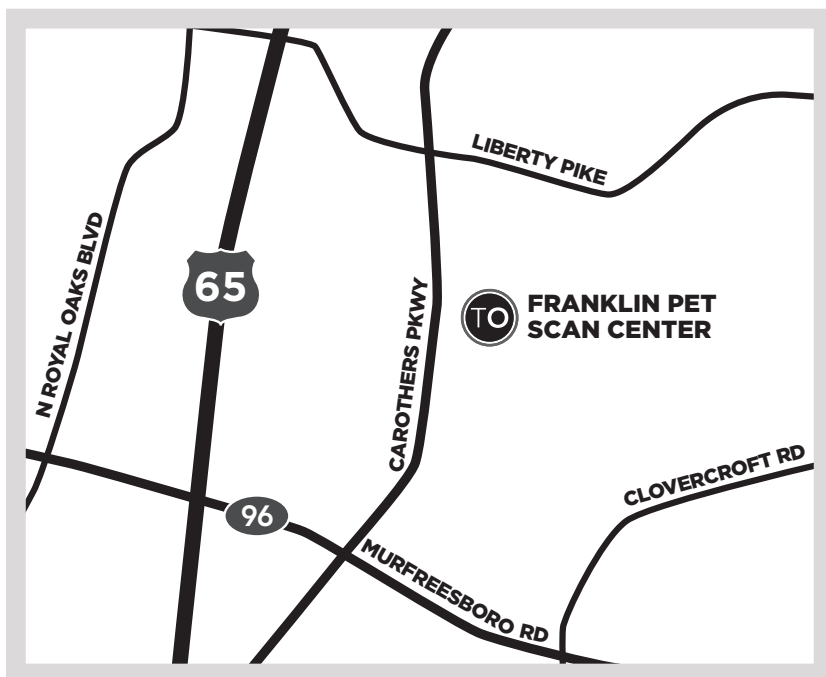 LIBERTY PIKE
N ROYAL OAKS BLVD
65
CAROTHERS PKWY
TO
FRANKLIN PET
SCAN CENTER
CLOVERCROFT RD
96
MURFREESBORO RD